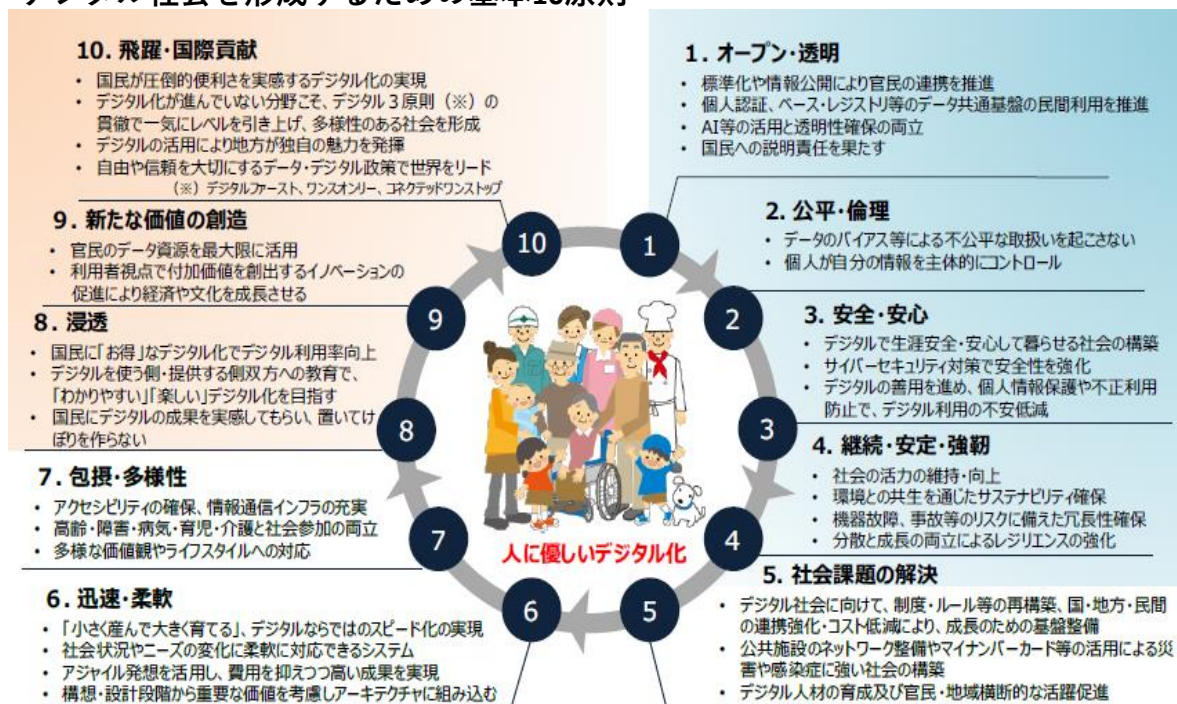 デジタル社会を形成するための基本10原則
10. 飛躍・国際貢献
・ 国民が圧倒的便利さを実感するデジタル化の実現
・ デジタル化が進んでいない分野こそ、デジタル３原則（※）の
貫徹で一気にレベルを引き上げ、多様性のある社会を形成
・ デジタルの活用により地方が独自の魅力を発揮
・ 自由や信頼を大切にするデータ・デジタル政策で世界をリード
（※）デジタルファースト、ワンスオンリー、コネクテッドワンストップ
9. 新たな価値の創造
・ 官民のデータ資源を最大限に活用
・ 利用者視点で付加価値を創出するイノベーションの
促進により経済や文化を成長させる
8. 浸透
・ 国民に「お得」なデジタル化でデジタル利用率向上
・ デジタルを使う側・提供する側双方への教育で、
「わかりやすい」「楽しい」デジタル化を目指す
・ 国民にデジタルの成果を実感してもらい、置いてけ
ぼりを作らない
7. 包摂・多様性
・ アクセシビリティの確保、情報通信インフラの充実
・ 高齢・障害・病気・育児・介護と社会参加の両立
・ 多様な価値観やライフスタイルへの対応
6. 迅速・柔軟
・ 「小さく産んで大きく育てる」、デジタルならではのスピード化の実現
・ 社会状況やニーズの変化に柔軟に対応できるシステム
・ アジャイル発想を活用し、費用を抑えつつ高い成果を実現
・ 構想・設計段階から重要な価値を考慮しアーキテクチャに組み込む
10
1
9
2
8
3
7
4
6
5
人に優しいデジタル化
1. オープン・透明
・ 標準化や情報公開により官民の連携を推進
・ 個人認証、ベース・レジストリ等のデータ共通基盤の民間利用を推進
・ AI等の活用と透明性確保の両立
・ 国民への説明責任を果たす
2. 公平・倫理
・ データのバイアス等による不公平な取扱いを起こさない
・ 個人が自分の情報を主体的にコントロール
3. 安全・安心
・ デジタルで生涯安全・安心して暮らせる社会の構築
・ サイバーセキュリティ対策で安全性を強化
・ デジタルの善用を進め、個人情報保護や不正利用
防止で、デジタル利用の不安低減
4. 継続・安定・強靭
・ 社会の活力の維持・向上
・ 環境との共生を通じたサステナビリティ確保
・ 機器故障、事故等のリスクに備えた冗長性確保
・ 分散と成長の両立によるレジリエンスの強化
5. 社会課題の解決
・ デジタル社会に向けて、制度・ルール等の再構築、国・地方・民間
の連携強化・コスト低減により、成長のための基盤整備
・ 公共施設のネットワーク整備やマイナンバーカード等の活用による災
害や感染症に強い社会の構築
・ デジタル人材の育成及び官民・地域横断的な活躍促進